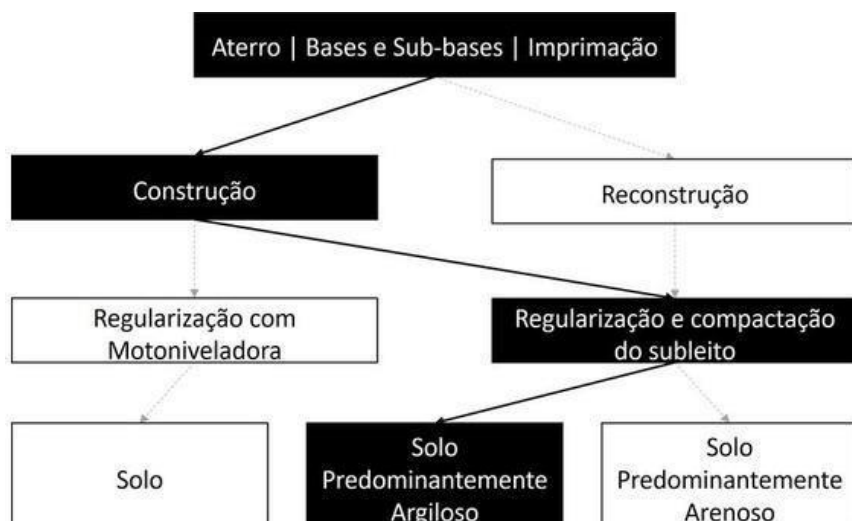 Aterro | Bases e Sub-bases | Imprimação
Construção
Reconstrução
Regularização com
Motoniveladora
Regularização e compactação
do subleito
Solo
Solo
Predominantemente
Argiloso
Solo
Predominantemente
Arenoso